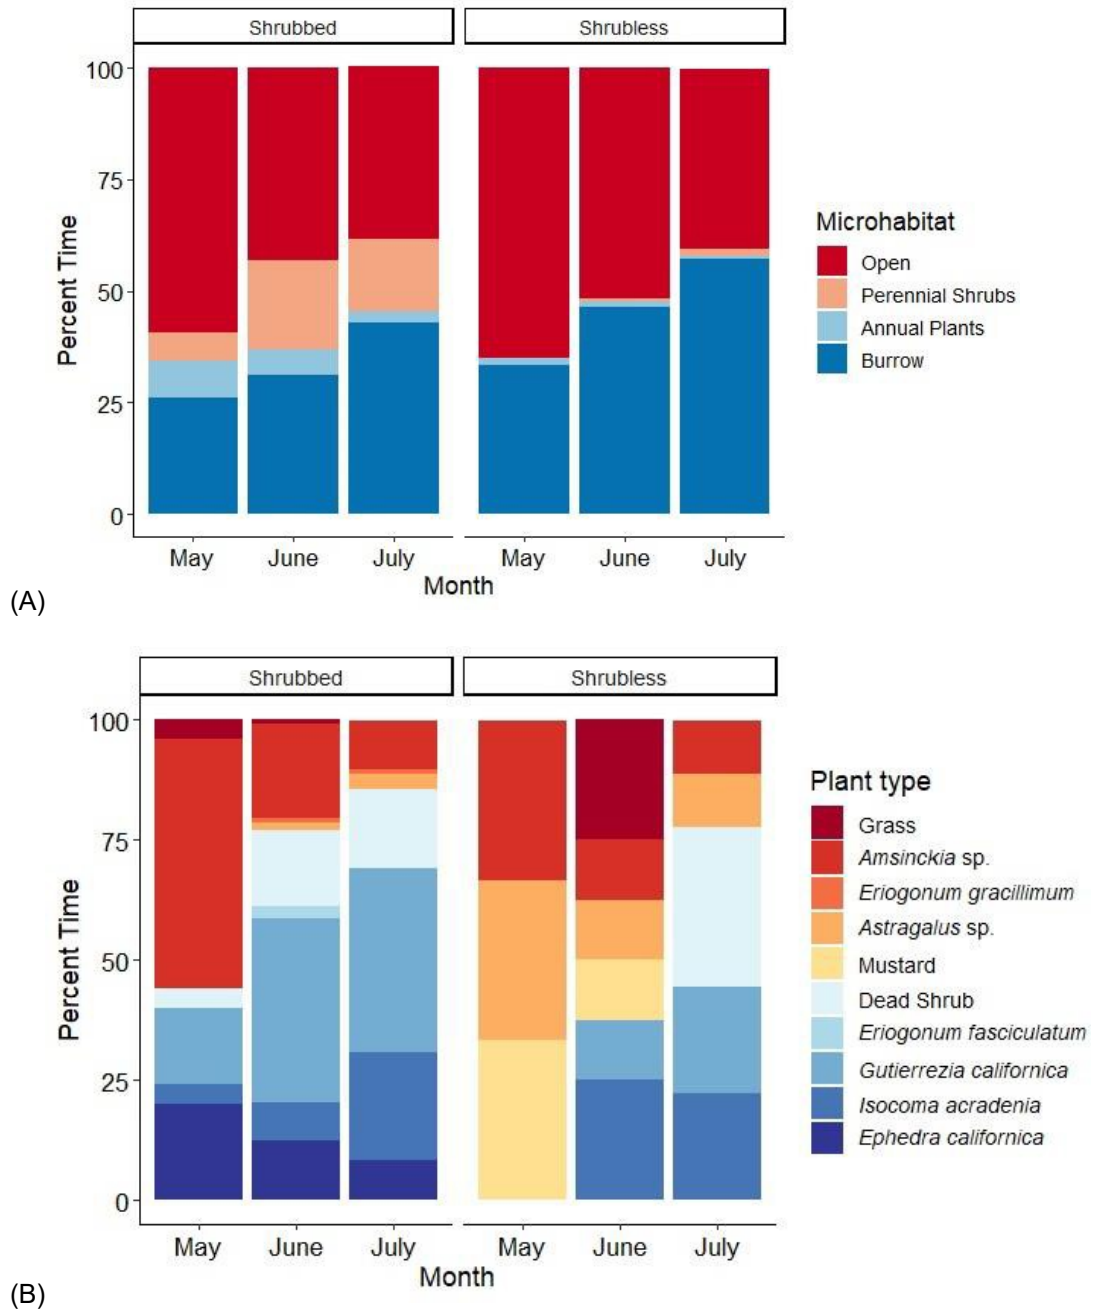 Shrubbed Shrubless
100
75
50
25
0
Percent Time
May June July May June July
Month
Microhabitat
Open
Perennial Shrubs
Annual Plants
Burrow
(A)
Shrubbed Shrubless
100
75
50
25
0
Percent Time
May June July May June July
Month
Plant type
Grass
Amsinckia sp.
Eriogonum gracillimum
Astragalus sp.
Mustard
Dead Shrub
Eriogonum fasciculatum
Gutierrezia californica
Isocoma acradenia
Ephedra californica
(B)